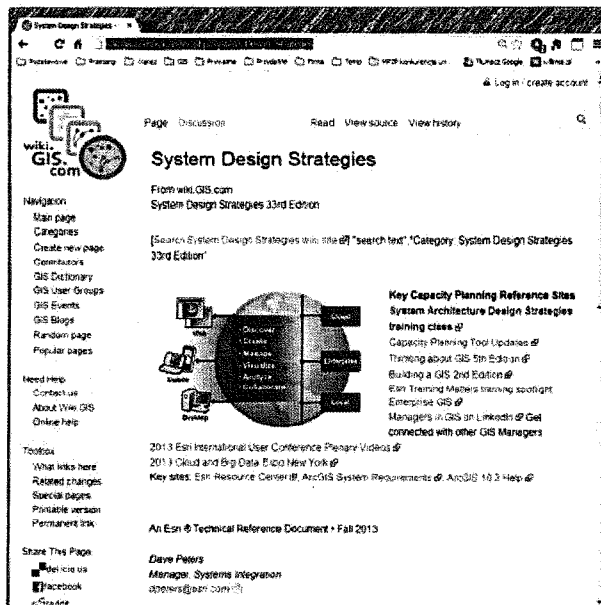 System Design Strategies -
Log in / create account
wiki.
GIS.
com
Page Discussion Read View source View history
System Design Strategies
From wiki.GIS.com
System Design Strategies 33rd Edition
[Search System Design Strategies wiki site] "search text","Category: System Design Strategies
33rd Edition"
Navigation
Main page
Categories
Create new page
Contributors
GIS Dictionary
GIS User Groups
GIS Events
GIS Blogs
Random page
Popular pages
Need Help
Contact us
About Wiki.GIS
Online help
Toolbox
What links here
Related changes
Special pages
Printable version
Permanent link
Share This Page
del.icio.us
facebook
Web
Mobile
Desktop
Discover
Create
Manage
Visualize
Analyze
Collaborate
Cloud
Enterprise
Local
Key Capacity Planning Reference Sites
System Architecture Design Strategies
training class
Capacity Planning Tool Updates
Thinking about GIS 5th Edition
Building a GIS 2nd Edition
Esri Training Matters training spotlight
Enterprise GIS
Managers in GIS on LinkedIn Get
connected with other GIS Managers
2013 Esri International User Conference Plenary Videos
2013 Cloud and Big Data Expo New York
Key sites: Esri Resource Center, ArcGIS System Requirements, ArcGIS 10.2 Help
An Esri ® Technical Reference Document • Fall 2013
Dave Peters
Manager, Systems Integration
dpeters@esri.com